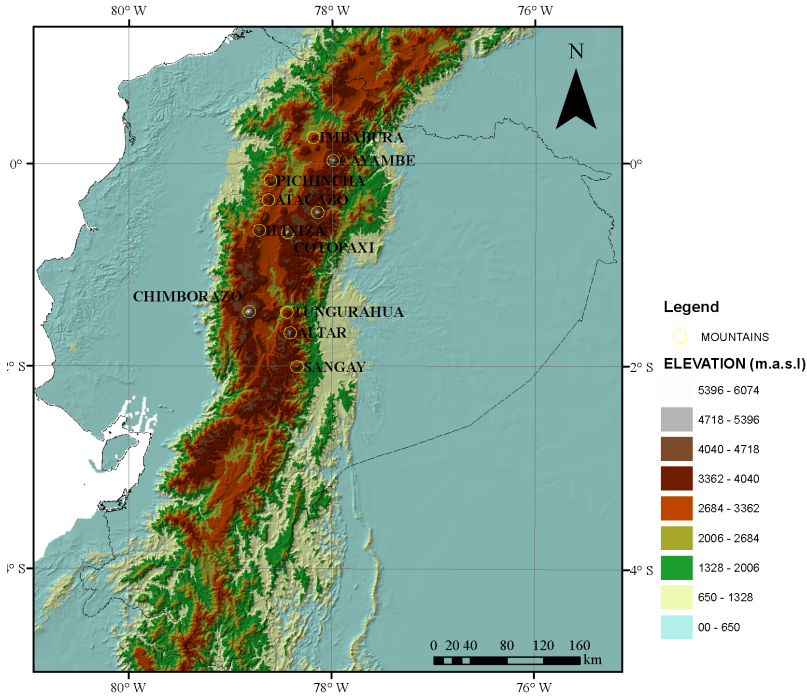 80° W 78° W 76° W
N
IMBABURA
0° CAYAMBE 0°
PICHINCHA
ATACAZO
ILINIZA
COTOPAXI
CHIMBORAZO
TUNGURAHUA
ALTAR
2° S SANGAY 2° S
4° S
° S
80° W 78° W 76° W
0 20 40 80 120 160
km
Legend
MOUNTAINS
ELEVATION (m.a.s.l)
5396 - 6074
4718 - 5396
4040 - 4718
3362 - 4040
2684 - 3362
2006 - 2684
1328 - 2006
650 - 1328
00 - 650